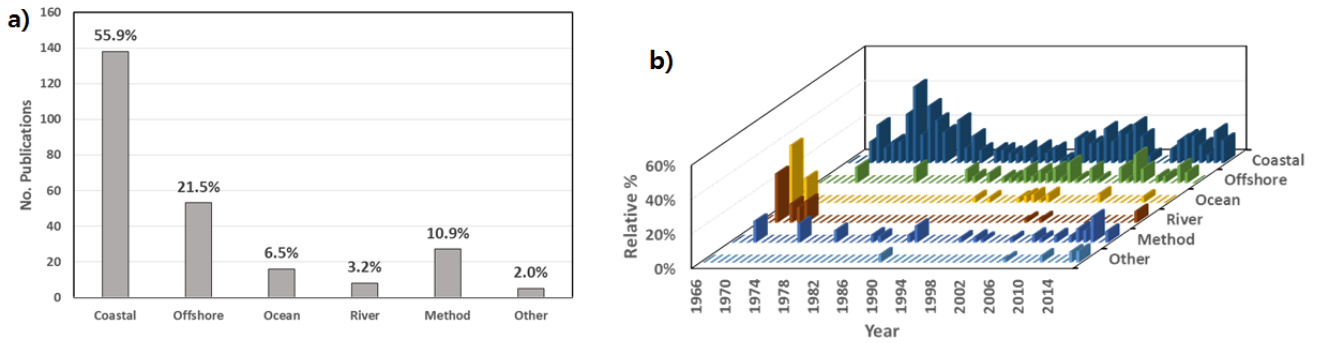 a)
160
140
120
100
80
60
40
20
0
No. Publications
55.9%
21.5%
6.5%
3.2%
10.9%
2.0%
Coastal Offshore Ocean River Method Other
b)
60%
40%
20%
0%
Relative %
1966 1970 1974 1978 1982 1986 1990 1994 1998 2002 2006 2010 2014
Year
Coastal
Offshore
Ocean
River
Method
Other